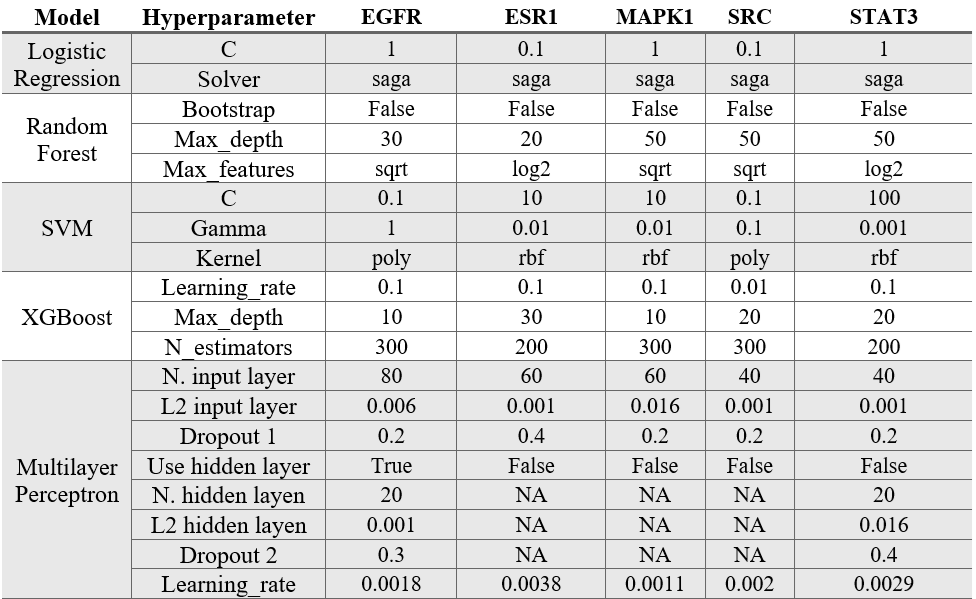 Model Hyperparameter EGFR ESR1 MAPK1 SRC STAT3
Logistic Regression C 1 0.1 1 0.1 1
Solver saga saga saga saga saga
Random Forest Bootstrap False False False False False
Max_depth 30 20 50 50 50
Max_features sqrt log2 sqrt sqrt log2
SVM C 0.1 10 10 0.1 100
Gamma 1 0.01 0.01 0.1 0.001
Kernel poly rbf rbf poly rbf
XGBoost Learning_rate 0.1 0.1 0.1 0.01 0.1
Max_depth 10 30 10 20 20
N_estimators 300 200 300 300 200
Multilayer Perceptron N. input layer 80 60 60 40 40
L2 input layer 0.006 0.001 0.016 0.001 0.001
Dropout 1 0.2 0.4 0.2 0.2 0.2
Use hidden layer True False False False False
N. hidden layen 20 NA NA NA 20
L2 hidden layen 0.001 NA NA NA 0.016
Dropout 2 0.3 NA NA NA 0.4
Learning_rate 0.0018 0.0038 0.0011 0.002 0.0029